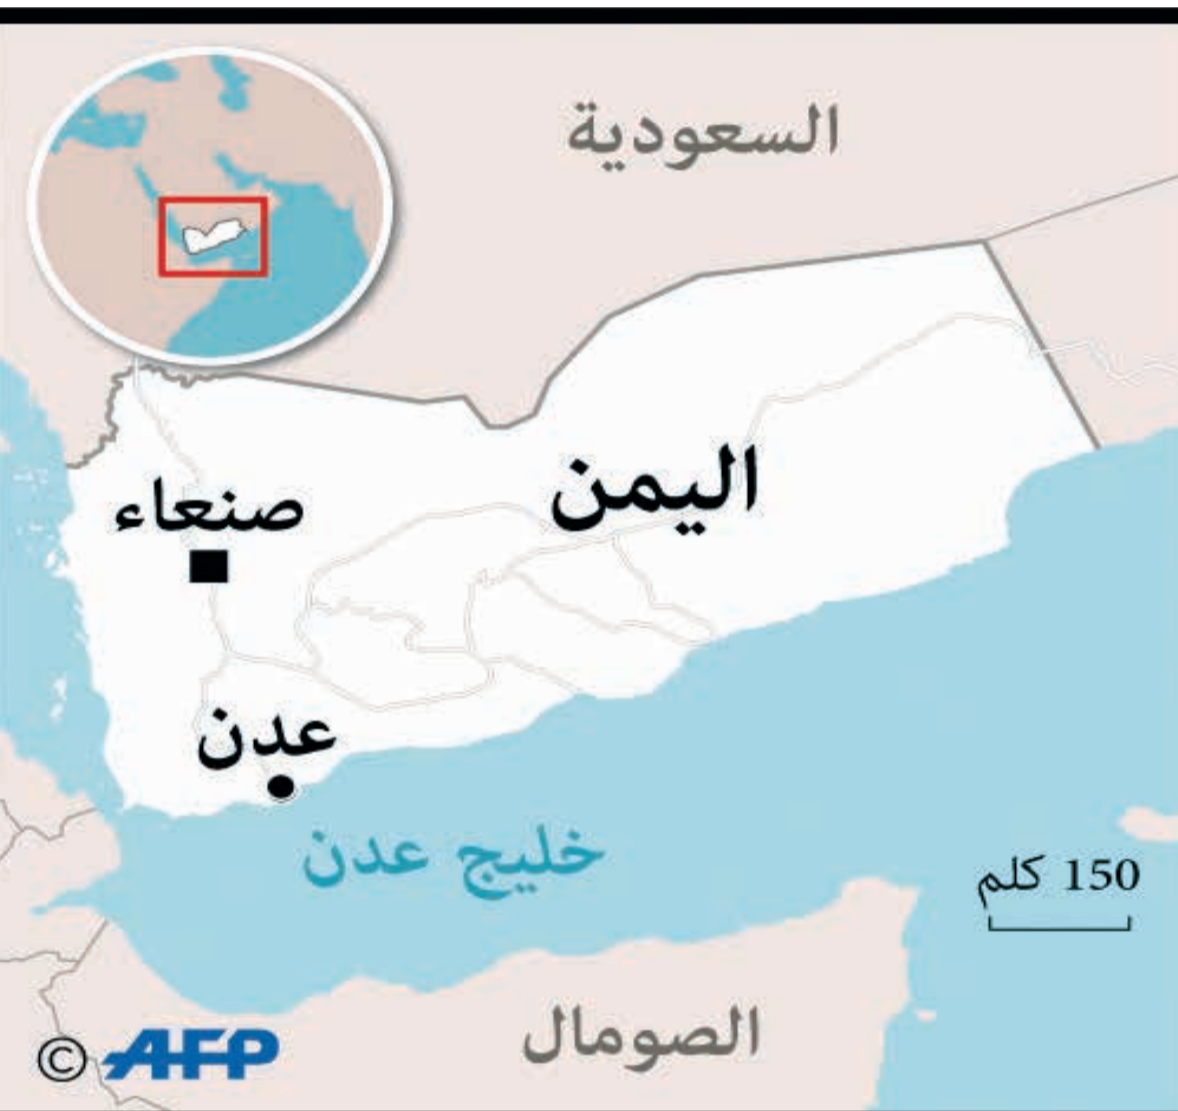 السعودية
اليمن
صنعاء
عدن
خليج عدن
150 كلم
الصومال
© AFP